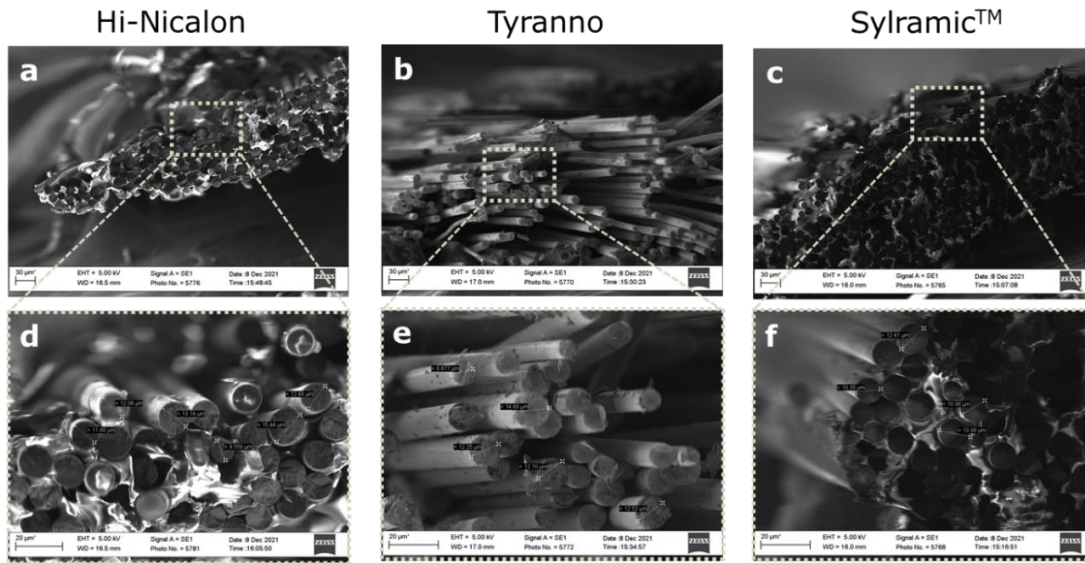 Hi-Nicalon
Tyranno
Sylramic™
a
b
c
30 µm
EHT = 5.00 kV
WD = 16.5 mm
Signal A = SE1
Photo No. = 5776
Date :8 Dec 2021
Time :15:48:45
ZEISS
30 µm
EHT = 5.00 kV
WD = 17.0 mm
Signal A = SE1
Photo No. = 5770
Date :8 Dec 2021
Time :15:30:23
ZEISS
30 µm
EHT = 5.00 kV
WD = 16.0 mm
Signal A = SE1
Photo No. = 5765
Date :8 Dec 2021
Time :15:07:08
ZEISS
d
20 µm
EHT = 5.00 kV
WD = 16.5 mm
Signal A = SE1
Photo No. = 5781
Date :8 Dec 2021
Time :16:05:50
ZEISS
e
20 µm
EHT = 5.00 kV
WD = 17.0 mm
Signal A = SE1
Photo No. = 5772
Date :8 Dec 2021
Time :15:34:57
ZEISS
f
20 µm
EHT = 5.00 kV
WD = 16.0 mm
Signal A = SE1
Photo No. = 5768
Date :8 Dec 2021
Time :15:16:51
ZEISS